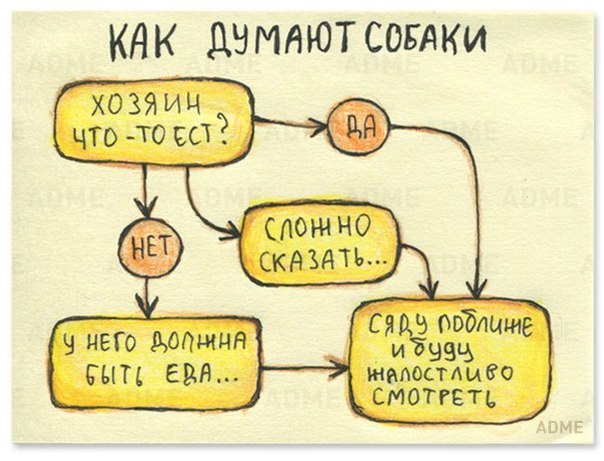 КАК ДУМАЮТ СОБАКИ
ХОЗЯИН
ЧТО-ТО ЕСТ?
ДА
НЕТ
СЛОЖНО
СКАЗАТЬ...
У НЕГО ДОЛЖНА
БЫТЬ ЕДА...
СЯДУ ПОБЛИЖЕ
И БУДУ
ЖАЛОСТЛИВО
СМОТРЕТЬ
ADME